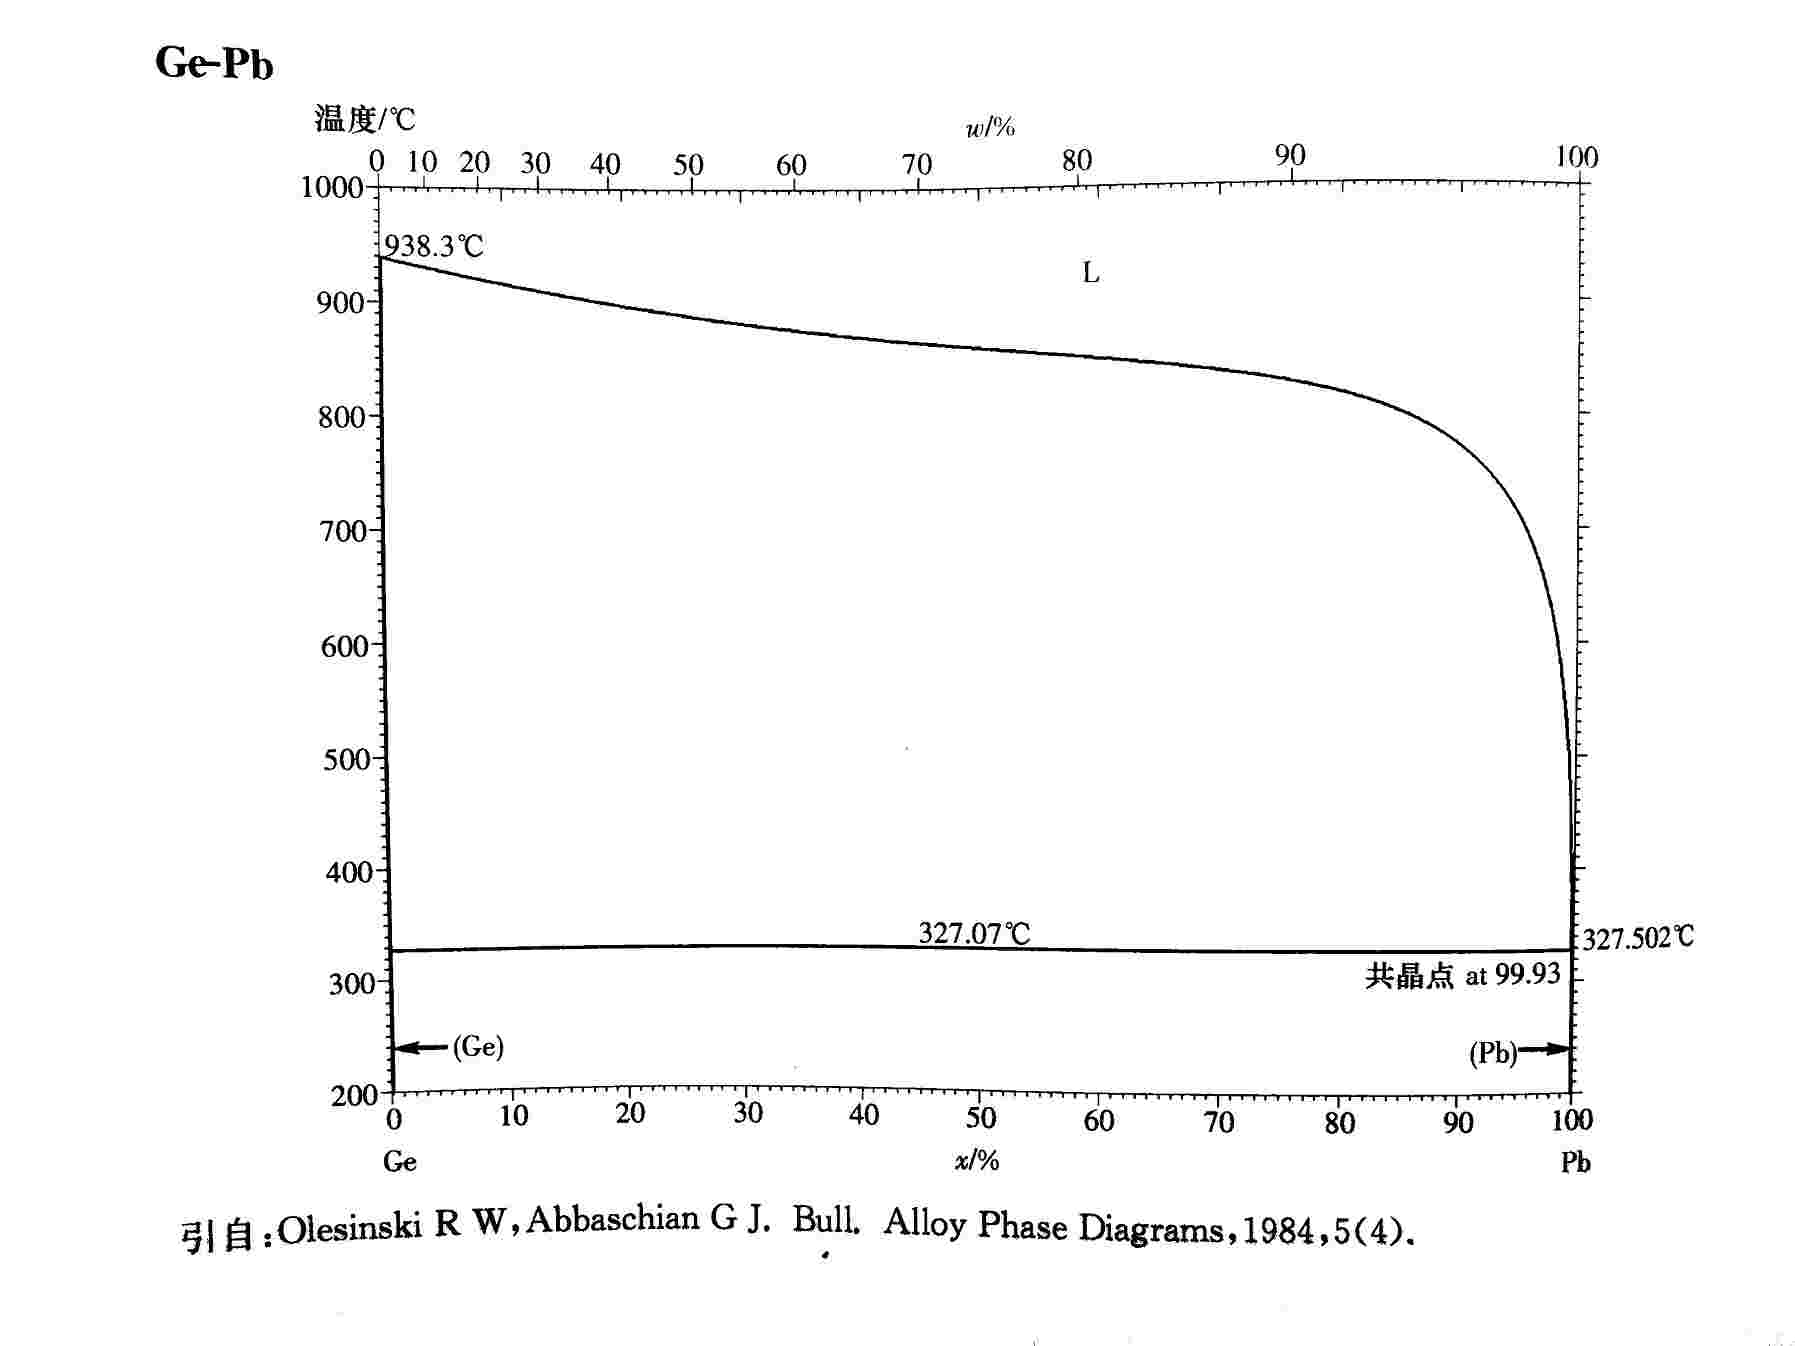 Ge-Pb
温度/℃
w/%
0 10 20 30 40 50 60 70 80 90 100
1000
938.3℃
L
900
800
700
600
500
400
327.07℃
327.502℃
共晶点 at 99.93
300
(Ge)
(Pb)
200
0 10 20 30 40 50 60 70 80 90 100
Ge x/% Pb
引自:Olesinski R W,Abbaschian G J. Bull. Alloy Phase Diagrams,1984,5(4).